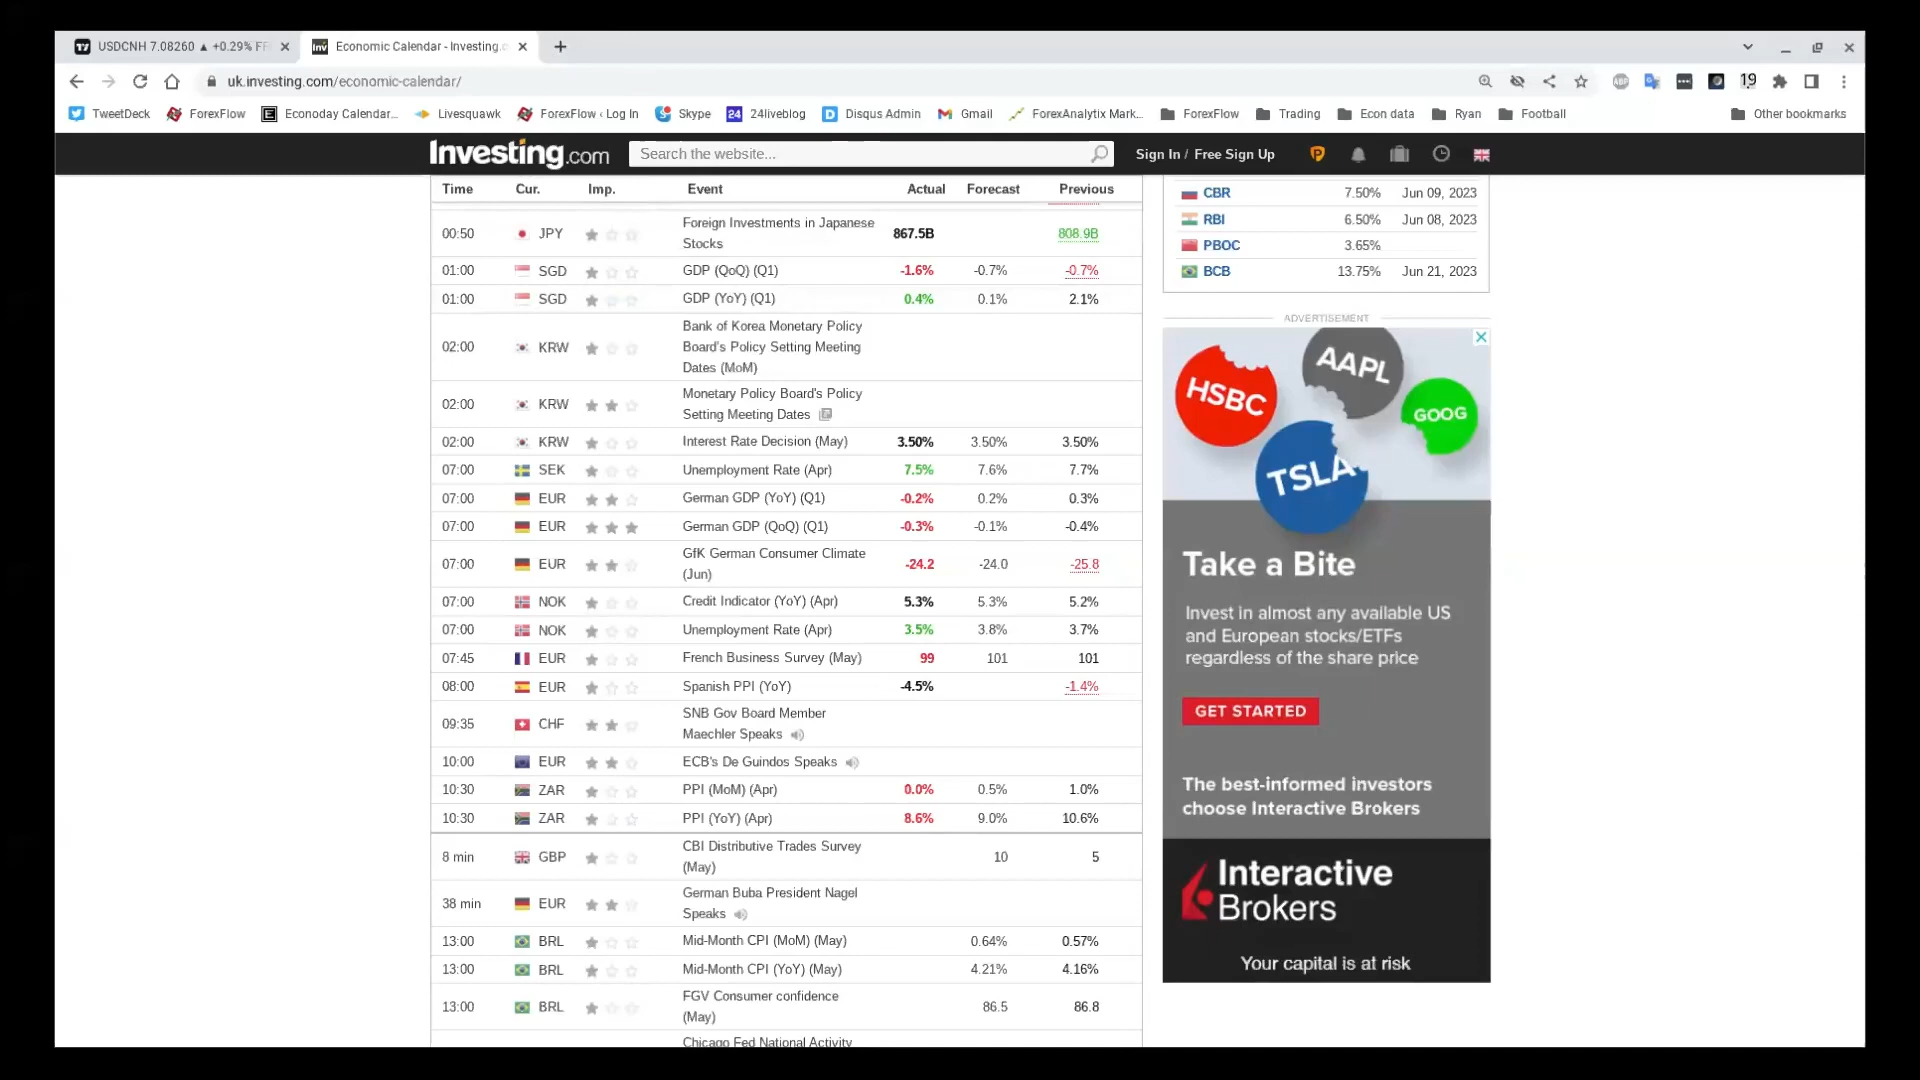 USDCNH 7.08260 ▲ +0.29%
Economic Calendar - Investing.c
uk.investing.com/economic-calendar/
19
TweetDeck
ForexFlow
Econoday Calendar...
Livesquawk
ForexFlow ‹ Log In
Skype
24 24liveblog
Disqus Admin
Gmail
ForexAnalytix Mark...
ForexFlow
Trading
Econ data
Ryan
Football
Other bookmarks
Investing.com
Search the website...
Sign In / Free Sign Up
Time Cur. Imp. Event Actual Forecast Previous
00:50 JPY Foreign Investments in Japanese
Stocks 867.5B 808.9B
01:00 SGD GDP (QoQ) (Q1) -1.6% -0.7% -0.7%
01:00 SGD GDP (YoY) (Q1) 0.4% 0.1% 2.1%
02:00 KRW Bank of Korea Monetary Policy
Board's Policy Setting Meeting
Dates (MoM)
02:00 KRW Monetary Policy Board's Policy
Setting Meeting Dates
02:00 KRW Interest Rate Decision (May) 3.50% 3.50% 3.50%
07:00 SEK Unemployment Rate (Apr) 7.5% 7.6% 7.7%
07:00 EUR German GDP (YoY) (Q1) -0.2% 0.2% 0.3%
07:00 EUR German GDP (QoQ) (Q1) -0.3% -0.1% -0.4%
07:00 EUR GfK German Consumer Climate
(Jun) -24.2 -24.0 -25.8
07:00 NOK Credit Indicator (YoY) (Apr) 5.3% 5.3% 5.2%
07:00 NOK Unemployment Rate (Apr) 3.5% 3.8% 3.7%
07:45 EUR French Business Survey (May) 99 101 101
08:00 EUR Spanish PPI (YoY) -4.5% -1.4%
09:35 CHF SNB Gov Board Member
Maechler Speaks
10:00 EUR ECB's De Guindos Speaks
10:30 ZAR PPI (MoM) (Apr) 0.0% 0.5% 1.0%
10:30 ZAR PPI (YoY) (Apr) 8.6% 9.0% 10.6%
8 min GBP CBI Distributive Trades Survey
(May) 10 5
38 min EUR German Buba President Nagel
Speaks
13:00 BRL Mid-Month CPI (MoM) (May) 0.64% 0.57%
13:00 BRL Mid-Month CPI (YoY) (May) 4.21% 4.16%
13:00 BRL FGV Consumer confidence
(May) 86.5 86.8
Chicago Fed National Activity
CBR 7.50% Jun 09, 2023
RBI 6.50% Jun 08, 2023
PBOC 3.65%
BCB 13.75% Jun 21, 2023
ADVERTISEMENT
HSBC
AAPL
GOOG
TSLA
Take a Bite
Invest in almost any available US
and European stocks/ETFs
regardless of the share price
GET STARTED
The best-informed investors
choose Interactive Brokers
Interactive
Brokers
Your capital is at risk